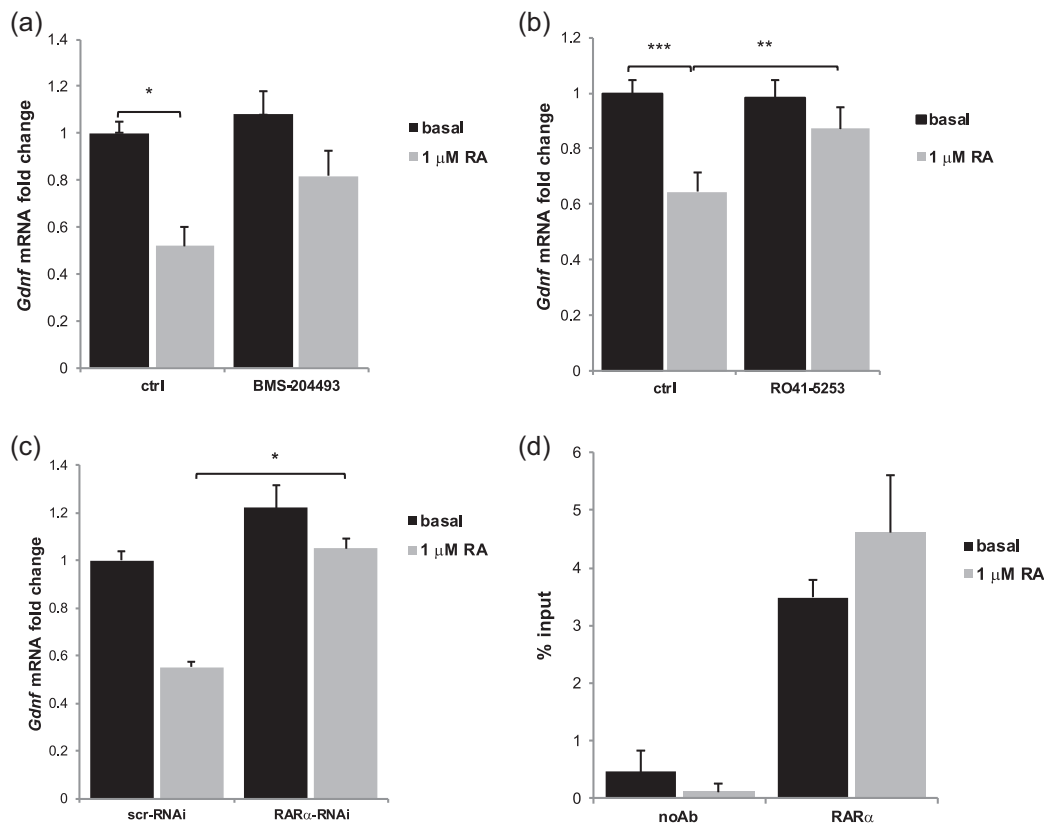 (a)
1.4
1.2
1
0.8
0.6
0.4
0.2
0
Gdnf mRNA fold change
*
ctrl
BMS-204493
basal
1 μM RA
(b)
1.2
1
0.8
0.6
0.4
0.2
0
Gdnf mRNA fold change
***
**
ctrl
RO41-5253
basal
1 μM RA
(c)
1.4
1.2
1
0.8
0.6
0.4
0.2
0
Gdnf mRNA fold change
*
scr-RNAi
RARα-RNAi
basal
1 μM RA
(d)
6
5
4
3
2
1
0
% input
noAb
RARα
basal
1 μM RA